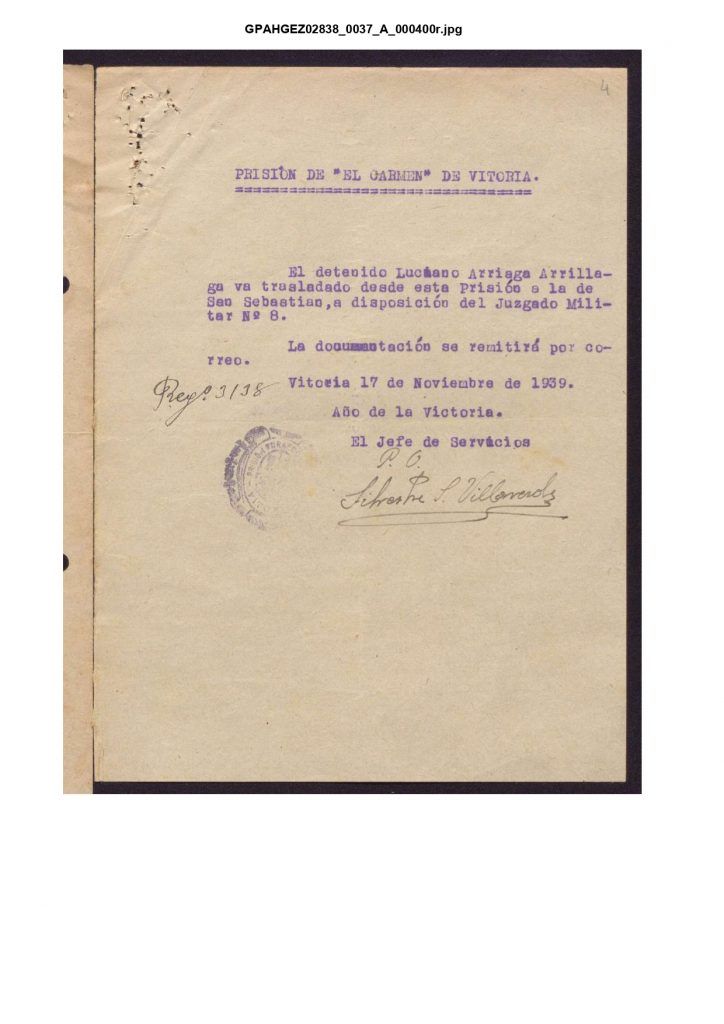 GPAHGEZ02838_0037_A_000400r.jpg
4
PRISIÓN DE "EL CARMEN" DE VITORIA.
El detenido Luciano Arriaga Arrilla-
ga va trasladado desde esta Prisión a la de
San Sebastian,a disposición del Juzgado Mili-
tar Nº 8.
La documentación se remitirá por co-
rreo.
Regº. 3138
Vitoria 17 de Noviembre de 1939.
Año de la Victoria.
El Jefe de Servicios
P. O.
Silvestre S. Villaverde